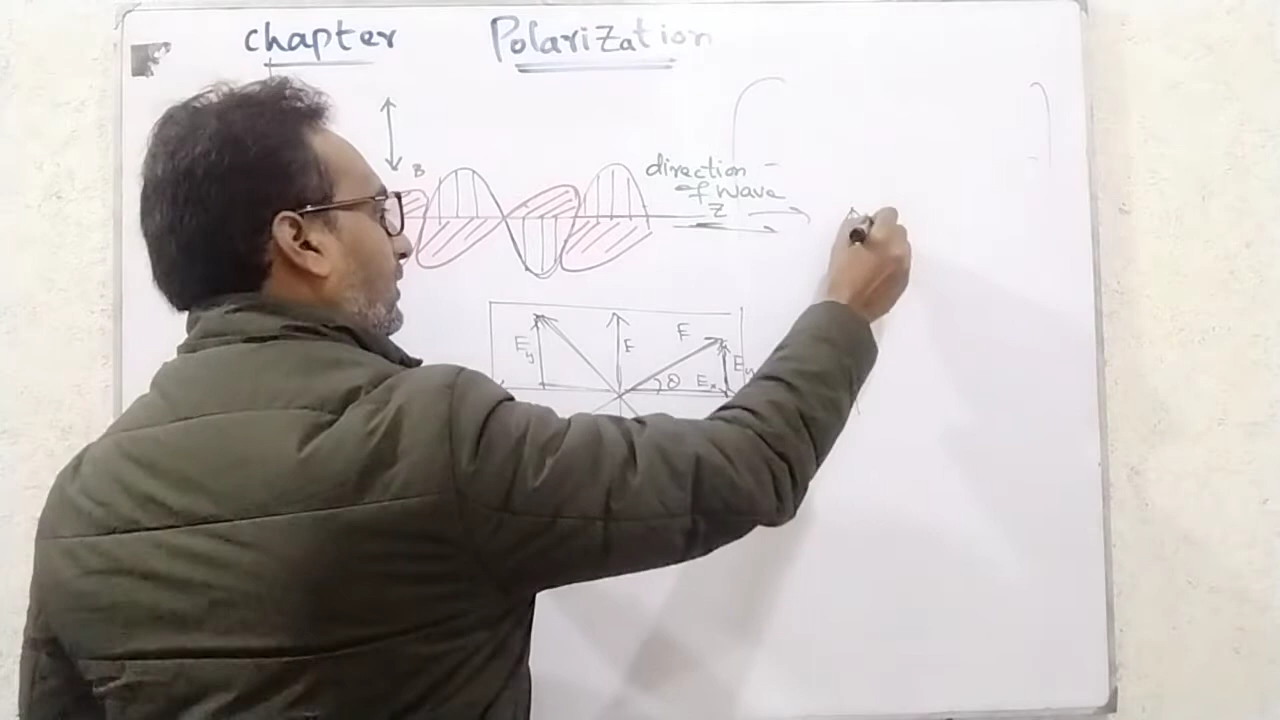 chapter Polarization
B
direction
of wave
z
E
E
Ey
θ
Ex
Ey